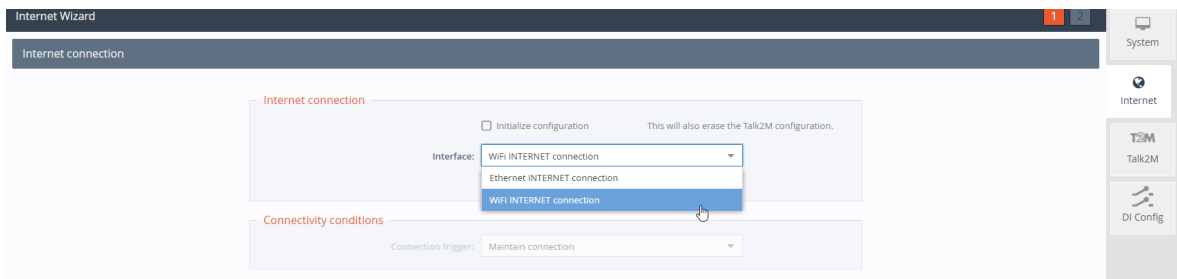 Internet Wizard
1 2
Internet connection
System
Internet
Internet connection
Initialize configuration This will also erase the Talk2M configuration.
T2M
Talk2M
Interface: WiFi INTERNET connection
Ethernet INTERNET connection
WiFi INTERNET connection
DI Config
Connectivity conditions
Connection trigger: Maintain connection